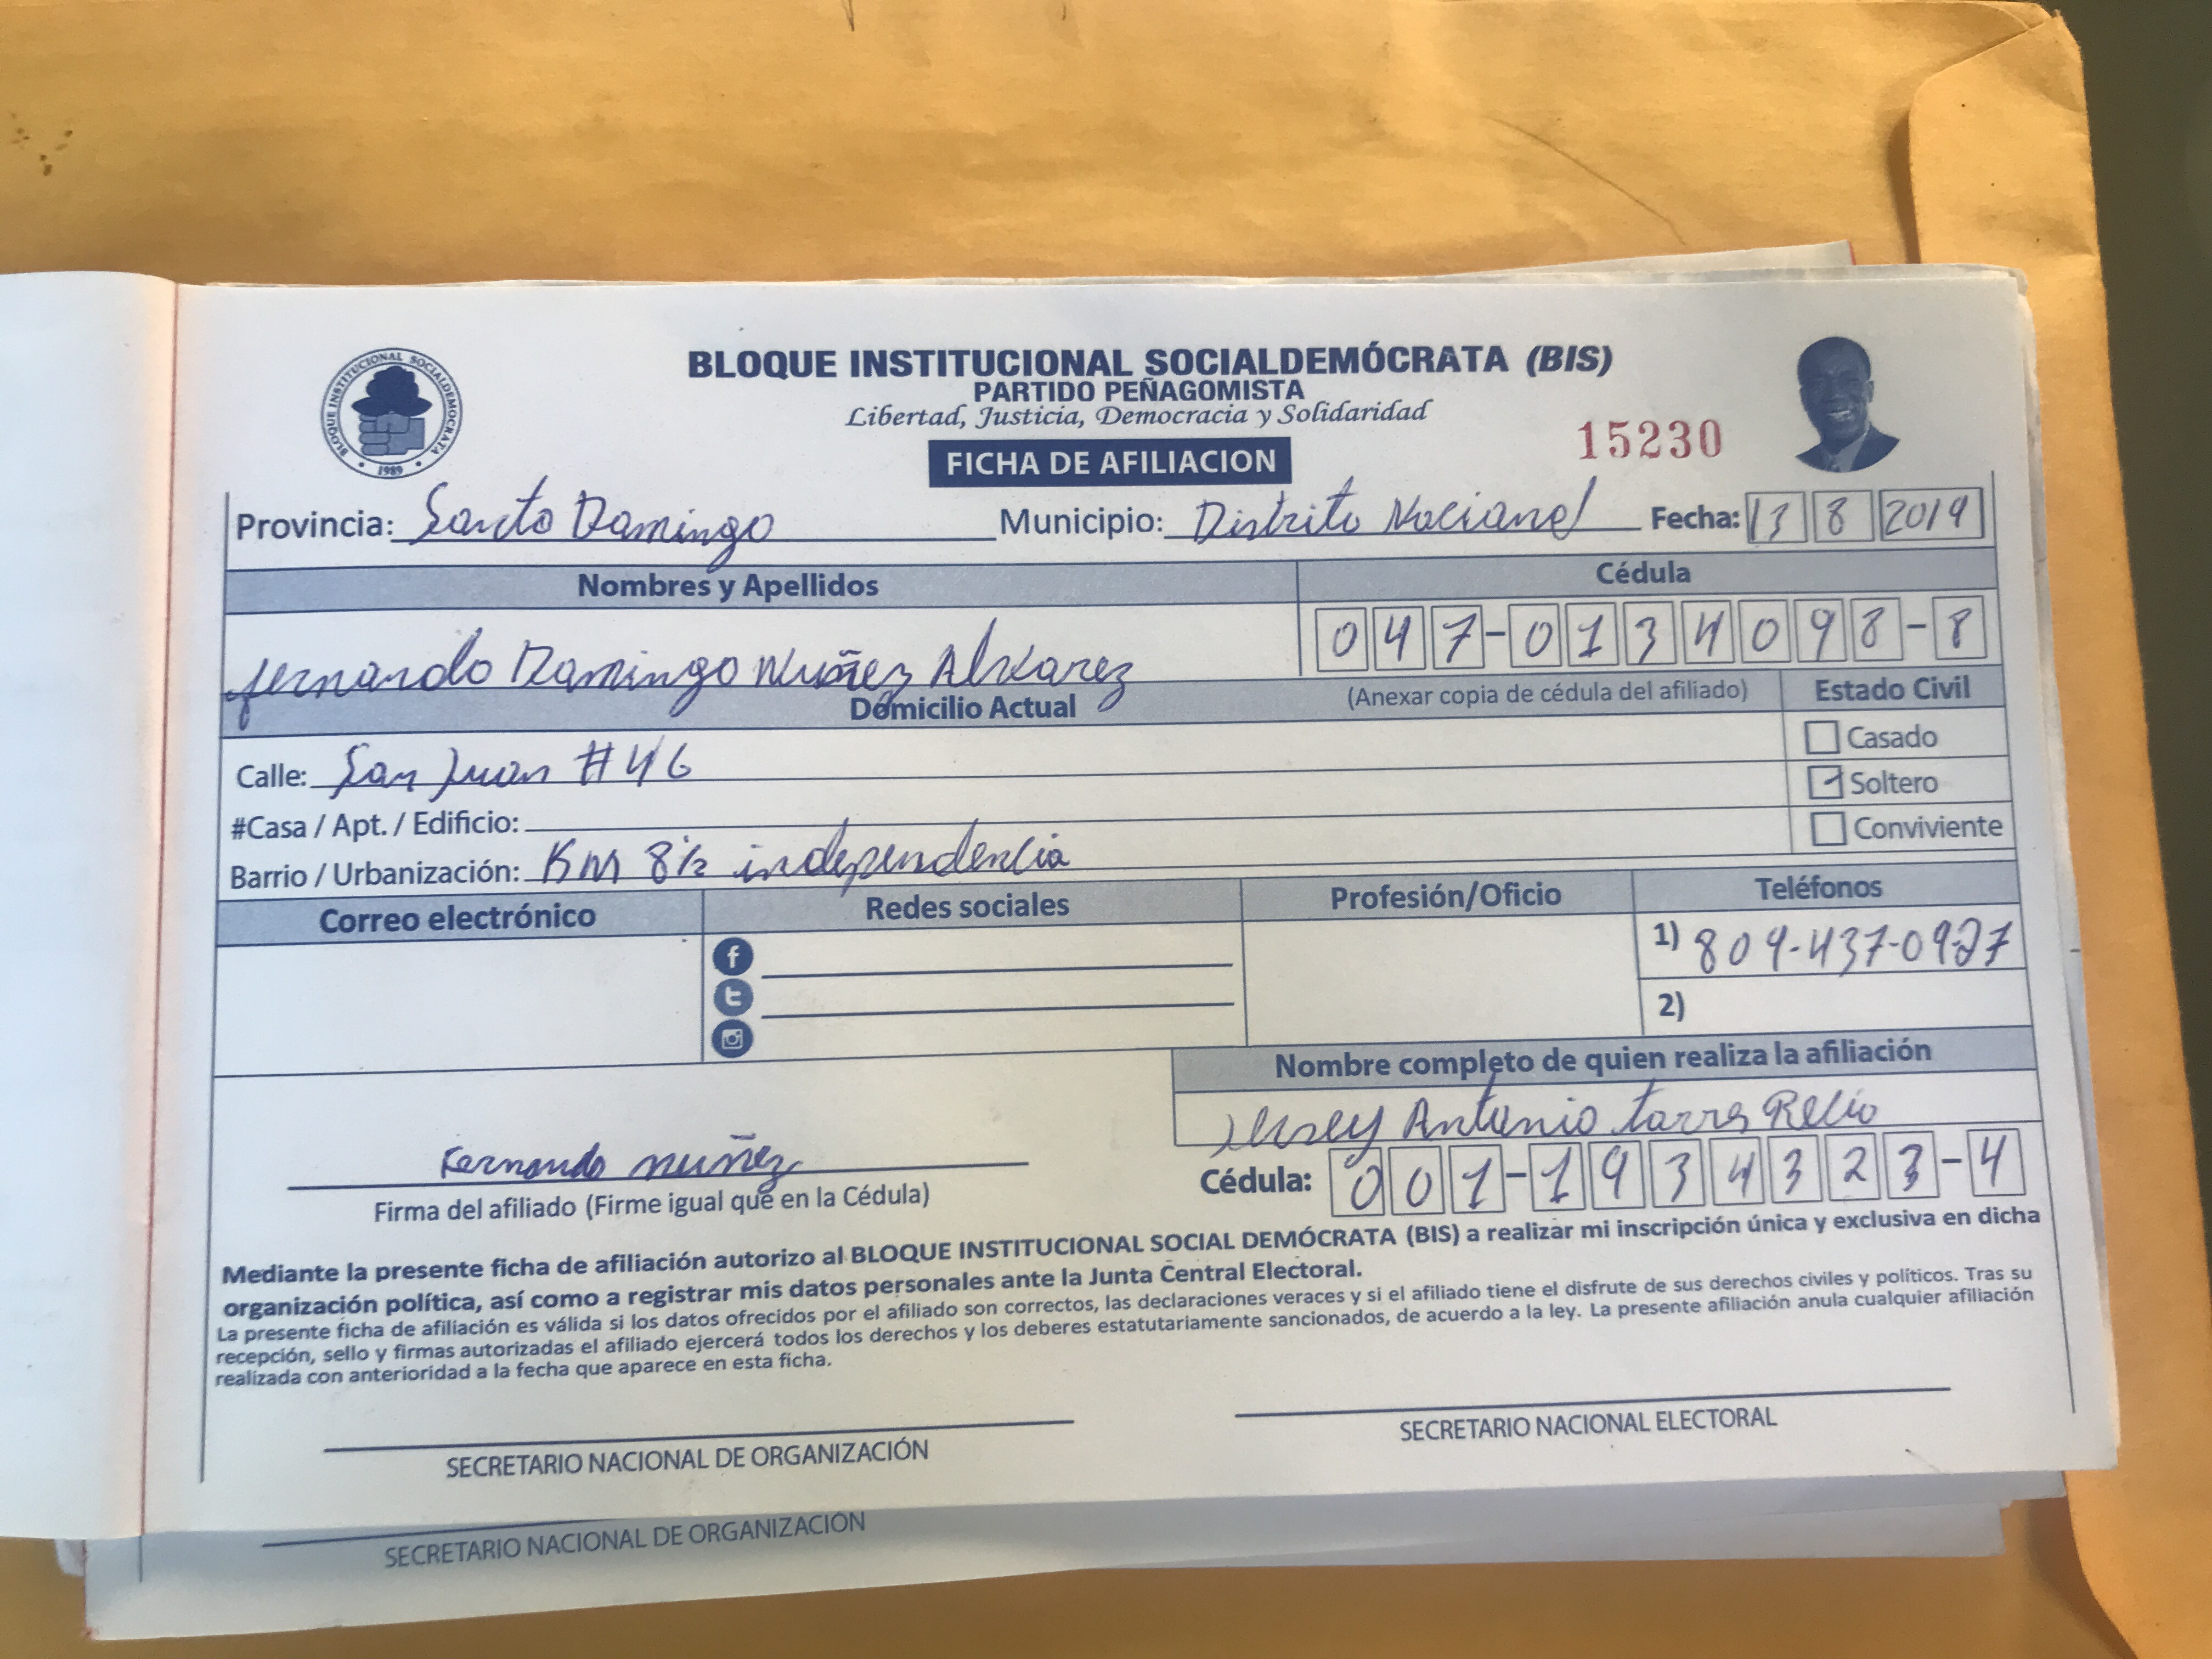 BLOQUE INSTITUCIONAL SOCIALDEMÓCRATA (BIS)
PARTIDO PEÑAGOMISTA
Libertad, Justicia, Democracia y Solidaridad
BLOQUE INSTITUCIONAL SOCIALDEMOCRATA
1989
15230
FICHA DE AFILIACION
Provincia: Santo Domingo Municipio: Distrito Nacional Fecha: 13 8 2019
Nombres y Apellidos Cédula
fernando Domingo Nuñez Alvarez 047-0134098-8
Domicilio Actual (Anexar copia de cédula del afiliado) Estado Civil
Calle: San Juan #46 Casado
#Casa / Apt. / Edificio: Soltero
Barrio / Urbanización: KM 8½ independencia Conviviente
Correo electrónico Redes sociales Profesión/Oficio Teléfonos
1) 809-437-0927
2)
Nombre completo de quien realiza la afiliación
Antonio
Fernando nuñez Cédula: 001-1934323-4
Firma del afiliado (Firme igual que en la Cédula)
Mediante la presente ficha de afiliación autorizo al BLOQUE INSTITUCIONAL SOCIAL DEMÓCRATA (BIS) a realizar mi inscripción única y exclusiva en dicha
organización política, así como a registrar mis datos personales ante la Junta Central Electoral.
La presente ficha de afiliación es válida si los datos ofrecidos por el afiliado son correctos, las declaraciones veraces y si el afiliado tiene el disfrute de sus derechos civiles y políticos. Tras su
recepción, sello y firmas autorizadas el afiliado ejercerá todos los derechos y los deberes estatutariamente sancionados, de acuerdo a la ley. La presente afiliación anula cualquier afiliación
realizada con anterioridad a la fecha que aparece en esta ficha.
SECRETARIO NACIONAL DE ORGANIZACIÓN SECRETARIO NACIONAL ELECTORAL
SECRETARIO NACIONAL DE ORGANIZACIÓN